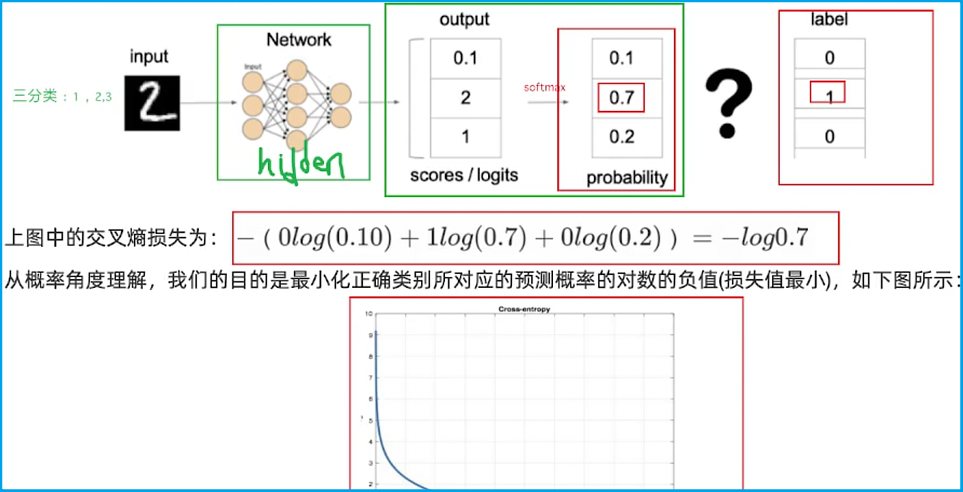 label
output
Network
input
Input
0.1
2
1
softmax
0.1
0.7
0.2
?
0
1
0
三分类：1，2,3
2
hidden
scores / logits
probability
上图中的交叉熵损失为：-（0log(0.10) + 1log(0.7) + 0log(0.2)）= -log0.7
从概率角度理解，我们的目的是最小化正确类别所对应的预测概率的对数的负值(损失值最小)，如下图所示：
Cross-entropy
10
9
8
7
6
5
4
3
2